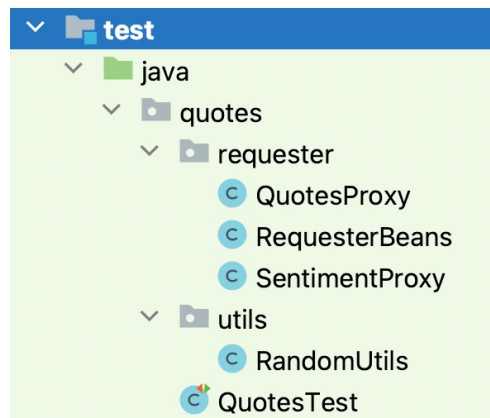 test
java
quotes
requester
C QuotesProxy
C RequesterBeans
C SentimentProxy
utils
C RandomUtils
C QuotesTest